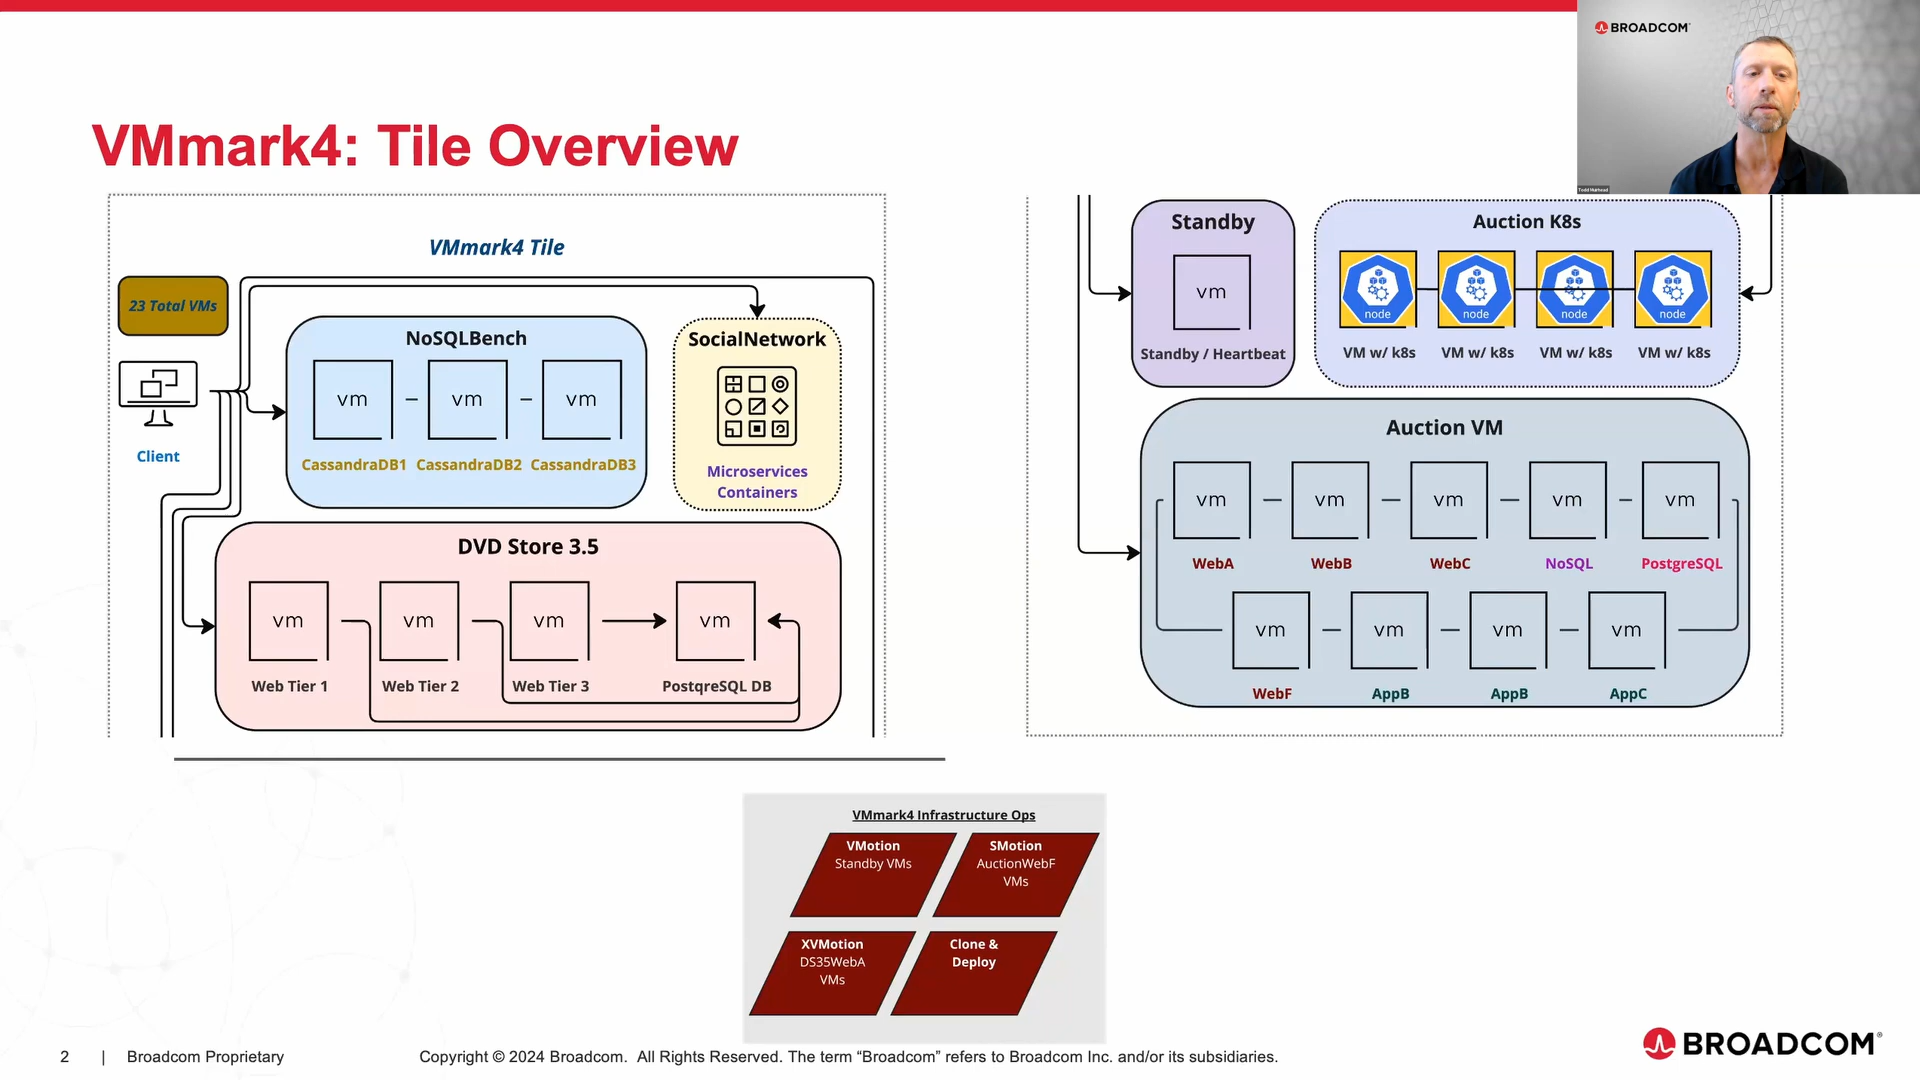 BROADCOM
Todd Muirhead
VMmark4: Tile Overview
VMmark4 Tile
23 Total VMs
Client
NoSQLBench
vm
vm
vm
CassandraDB1
CassandraDB2
CassandraDB3
SocialNetwork
Microservices
Containers
DVD Store 3.5
vm
vm
vm
vm
Web Tier 1
Web Tier 2
Web Tier 3
PostqreSQL DB
Standby
vm
Standby / Heartbeat
Auction K8s
node
node
node
node
VM w/ k8s
VM w/ k8s
VM w/ k8s
VM w/ k8s
Auction VM
vm
vm
vm
vm
vm
WebA
WebB
WebC
NoSQL
PostgreSQL
vm
vm
vm
vm
WebF
AppB
AppB
AppC
VMmark4 Infrastructure Ops
VMotion
Standby VMs
SMotion
AuctionWebF
VMs
XVMotion
DS35WebA
VMs
Clone &
Deploy
2 | Broadcom Proprietary
Copyright © 2024 Broadcom. All Rights Reserved. The term “Broadcom” refers to Broadcom Inc. and/or its subsidiaries.
BROADCOM®